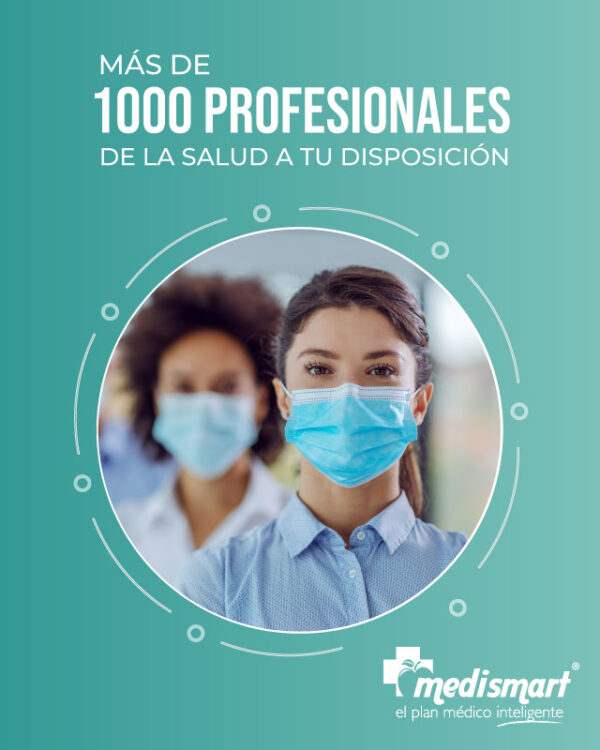 MÁS DE
1000 PROFESIONALES
DE LA SALUD A TU DISPOSICIÓN
medismart®
el plan médico inteligente